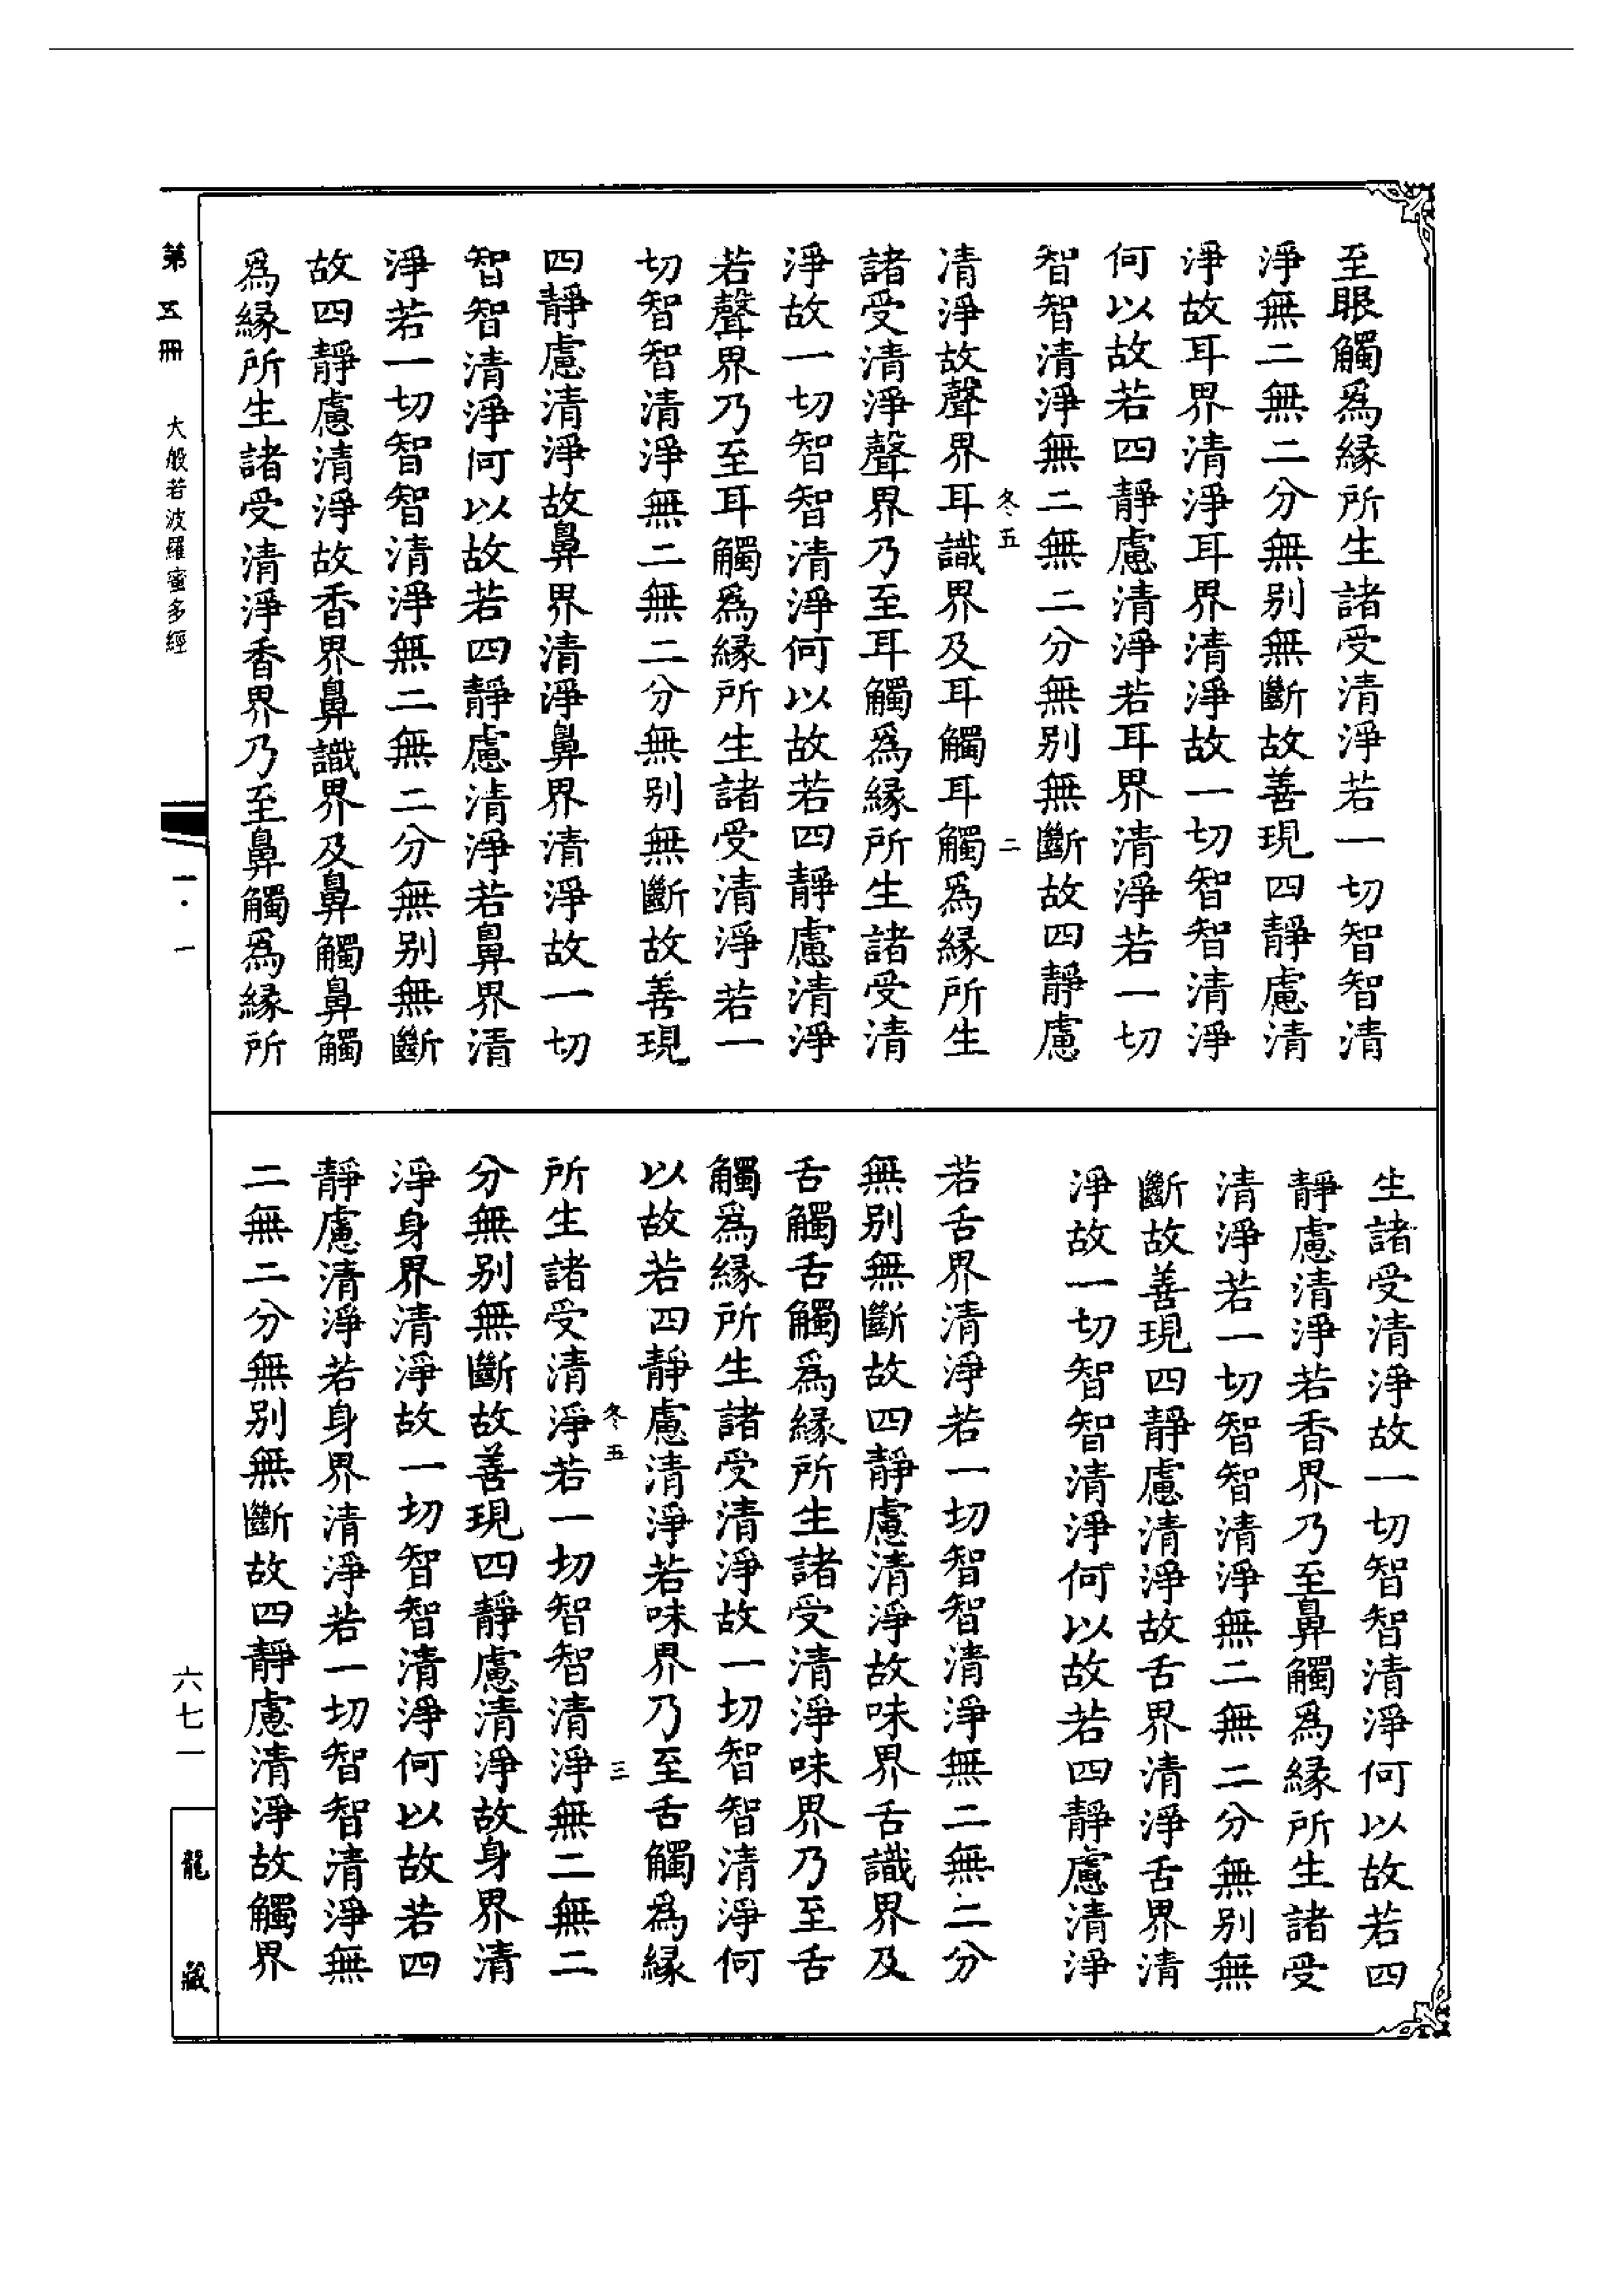 至眼觸爲緣所生諸受清淨若一切智智清
淨無二無二分無別無斷故善現四靜慮清
淨故耳界清淨耳界清淨故一切智智清淨
何以故若四靜慮清淨若耳界清淨若一切
智智清淨無二無二分無別無斷故四靜慮
冬五 二
清淨故聲界耳識界及耳觸耳觸爲緣所生
諸受清淨聲界乃至耳觸爲緣所生諸受清
淨故一切智智清淨何以故若四靜慮清淨
若聲界乃至耳觸爲緣所生諸受清淨若一
切智智清淨無二無二分無別無斷故善現
四靜慮清淨故鼻界清淨鼻界清淨故一切
智智清淨何以故若四靜慮清淨若鼻界清
淨若一切智智清淨無二無二分無別無斷
故四靜慮清淨故香界鼻識界及鼻觸鼻觸
爲緣所生諸受清淨香界乃至鼻觸爲緣所
生諸受清淨故一切智智清淨何以故若四
靜慮清淨若香界乃至鼻觸爲緣所生諸受
清淨若一切智智清淨無二無二分無別無
斷故善現四靜慮清淨故舌界清淨舌界清
淨故一切智智清淨何以故若四靜慮清淨
若舌界清淨若一切智智清淨無二無二分
無別無斷故四靜慮清淨故味界舌識界及
舌觸舌觸爲緣所生諸受清淨味界乃至舌
觸爲緣所生諸受清淨故一切智智清淨何
以故若四靜慮清淨若味界乃至舌觸爲緣
冬五 三
所生諸受清淨若一切智智清淨無二無二
分無別無斷故善現四靜慮清淨故身界清
淨身界清淨故一切智智清淨何以故若四
靜慮清淨若身界清淨若一切智智清淨無
二無二分無別無斷故四靜慮清淨故觸界
第五冊 大般若波羅蜜多經
一·一
六七一
龍藏